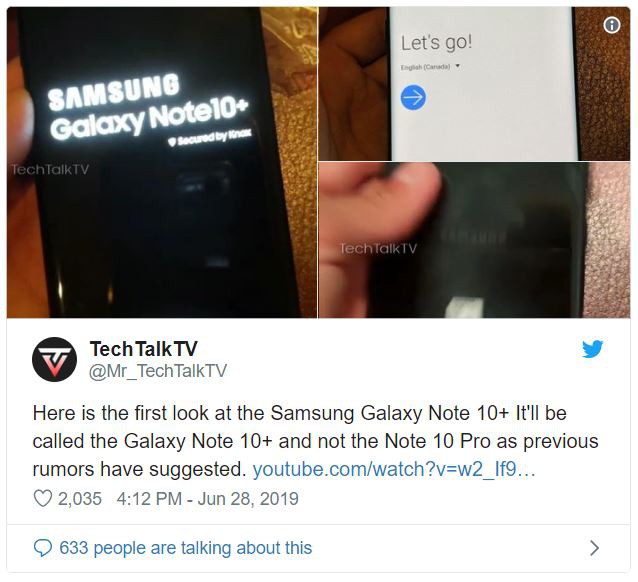 SAMSUNG
Galaxy Note10+
Secured by Knox
TechTalkTV
Let's go!
English (Canada)
TechTalkTV
SAMSUNG
TechTalkTV
@Mr_TechTalkTV
Here is the first look at the Samsung Galaxy Note 10+ It'll be
called the Galaxy Note 10+ and not the Note 10 Pro as previous
rumors have suggested. youtube.com/watch?v=w2_If9…
2,035 4:12 PM - Jun 28, 2019
633 people are talking about this